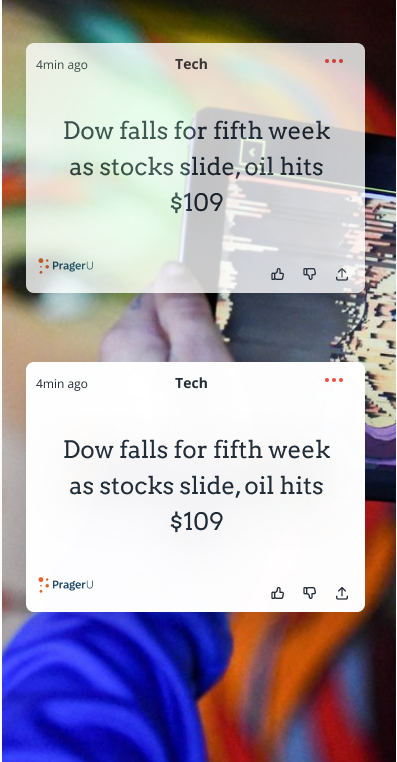 4min ago Tech
Dow falls for fifth week
as stocks slide, oil hits
$109
PragerU
4min ago Tech
Dow falls for fifth week
as stocks slide, oil hits
$109
PragerU